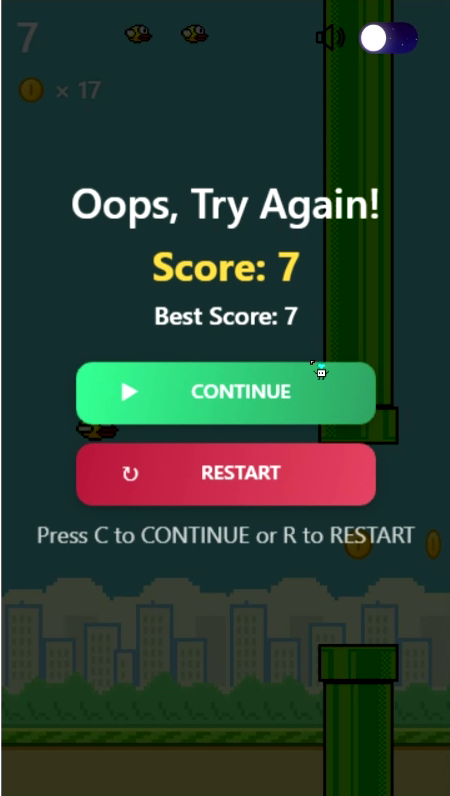 7
× 17
Oops, Try Again!
Score: 7
Best Score: 7
▶ CONTINUE
↻ RESTART
Press C to CONTINUE or R to RESTART